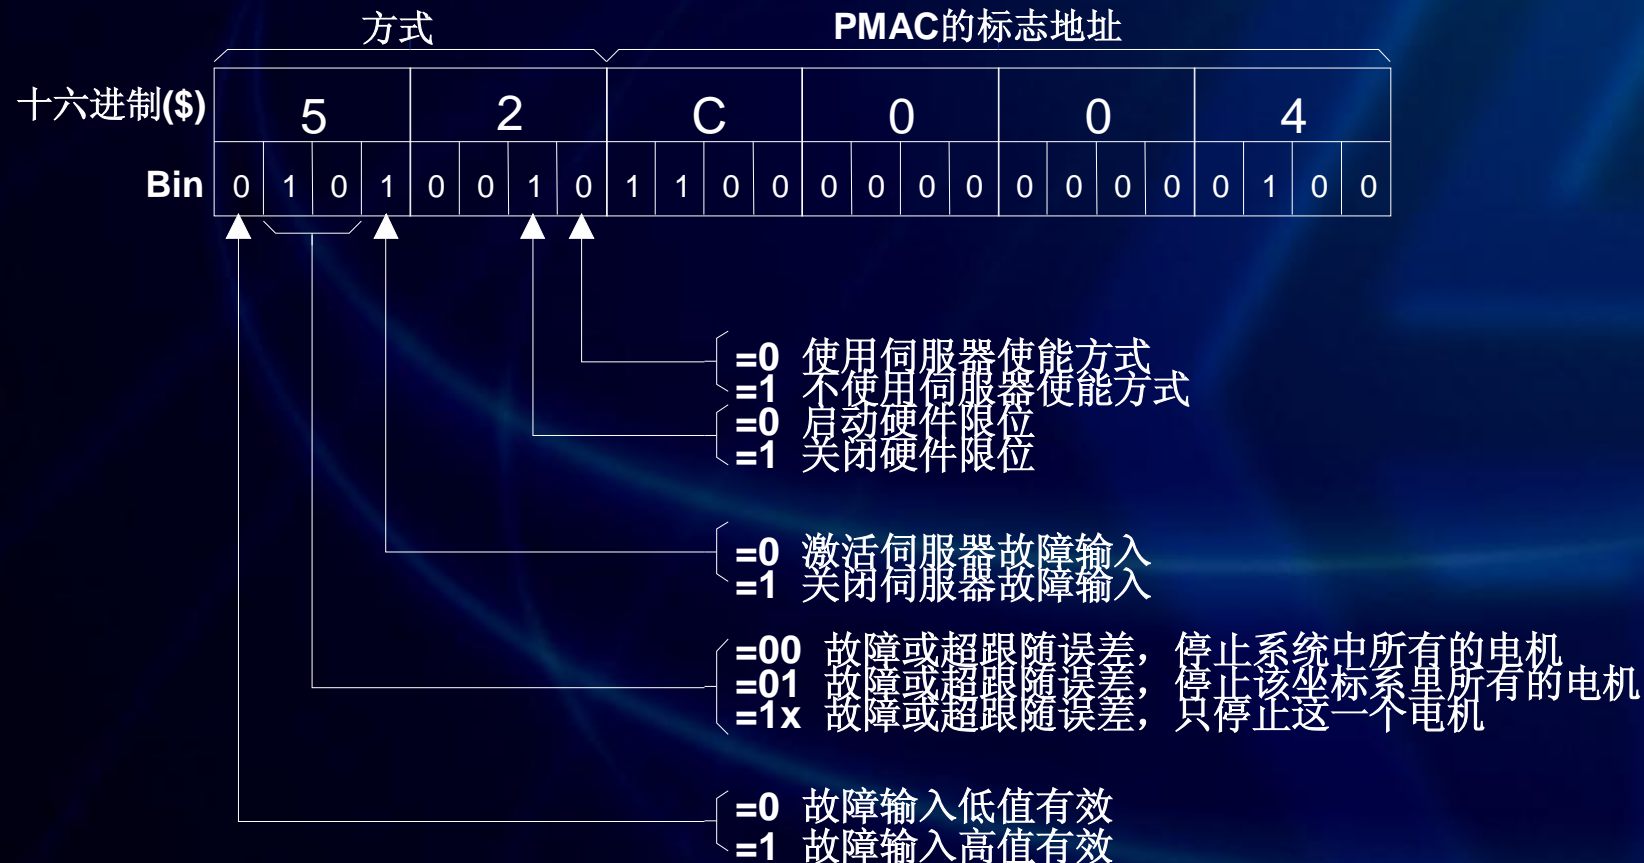 方式 PMAC的标志地址
十六进制($) 5 2 C 0 0 4
Bin 0 1 0 1 0 0 1 0 1 1 0 0 0 0 0 0 0 0 0 0 0 1 0 0
=0 使用伺服器使能方式
=1 不使用伺服器使能方式
=0 启动硬件限位
=1 关闭硬件限位
=0 激活伺服器故障输入
=1 关闭伺服器故障输入
=00 故障或超跟随误差，停止系统中所有的电机
=01 故障或超跟随误差，停止该坐标系里所有的电机
=1x 故障或超跟随误差，只停止这一个电机
=0 故障输入低值有效
=1 故障输入高值有效